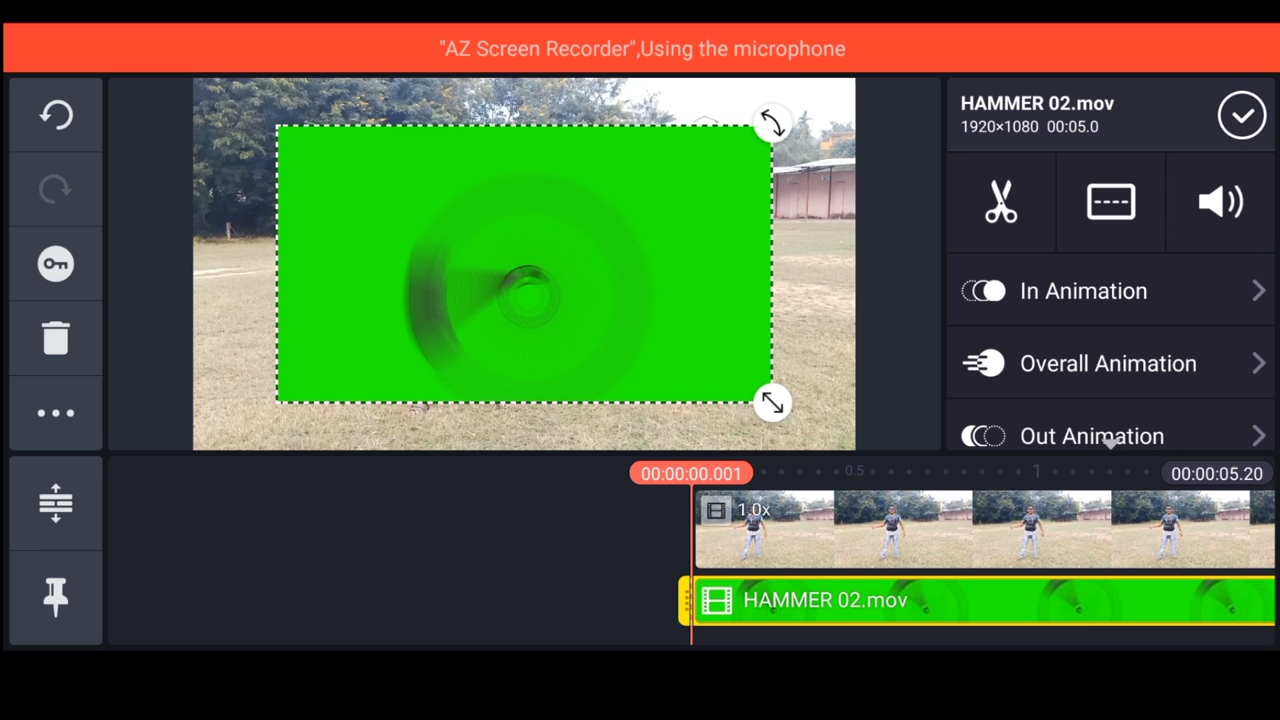 "AZ Screen Recorder",Using the microphone
HAMMER 02.mov
1920×1080 00:05.0
In Animation
Overall Animation
Out Animation
00:00:00.001
0.5
1
00:00:05.20
1.0x
HAMMER 02.mov